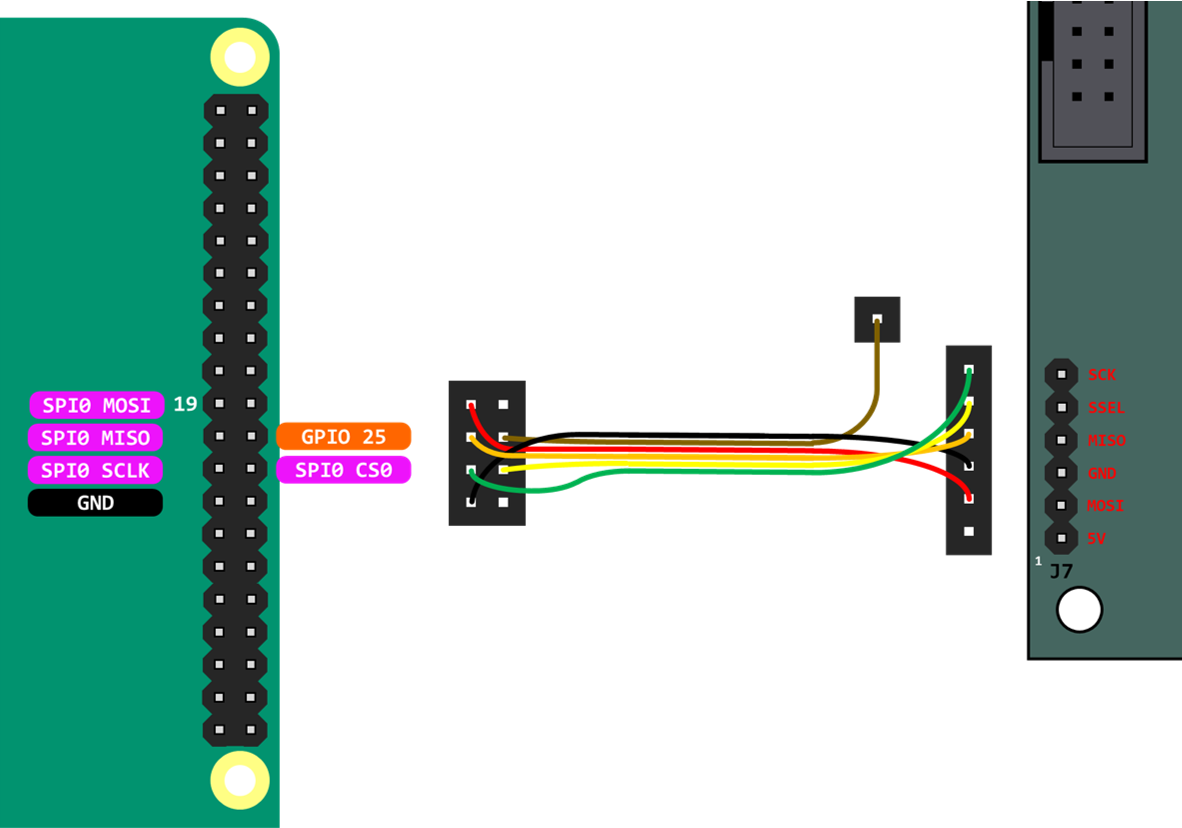 SPI0 MOSI 19
SPI0 MISO
SPI0 SCLK
GND
GPIO 25
SPI0 CS0
SCK
SSEL
MISO
GND
MOSI
5V
1
J7